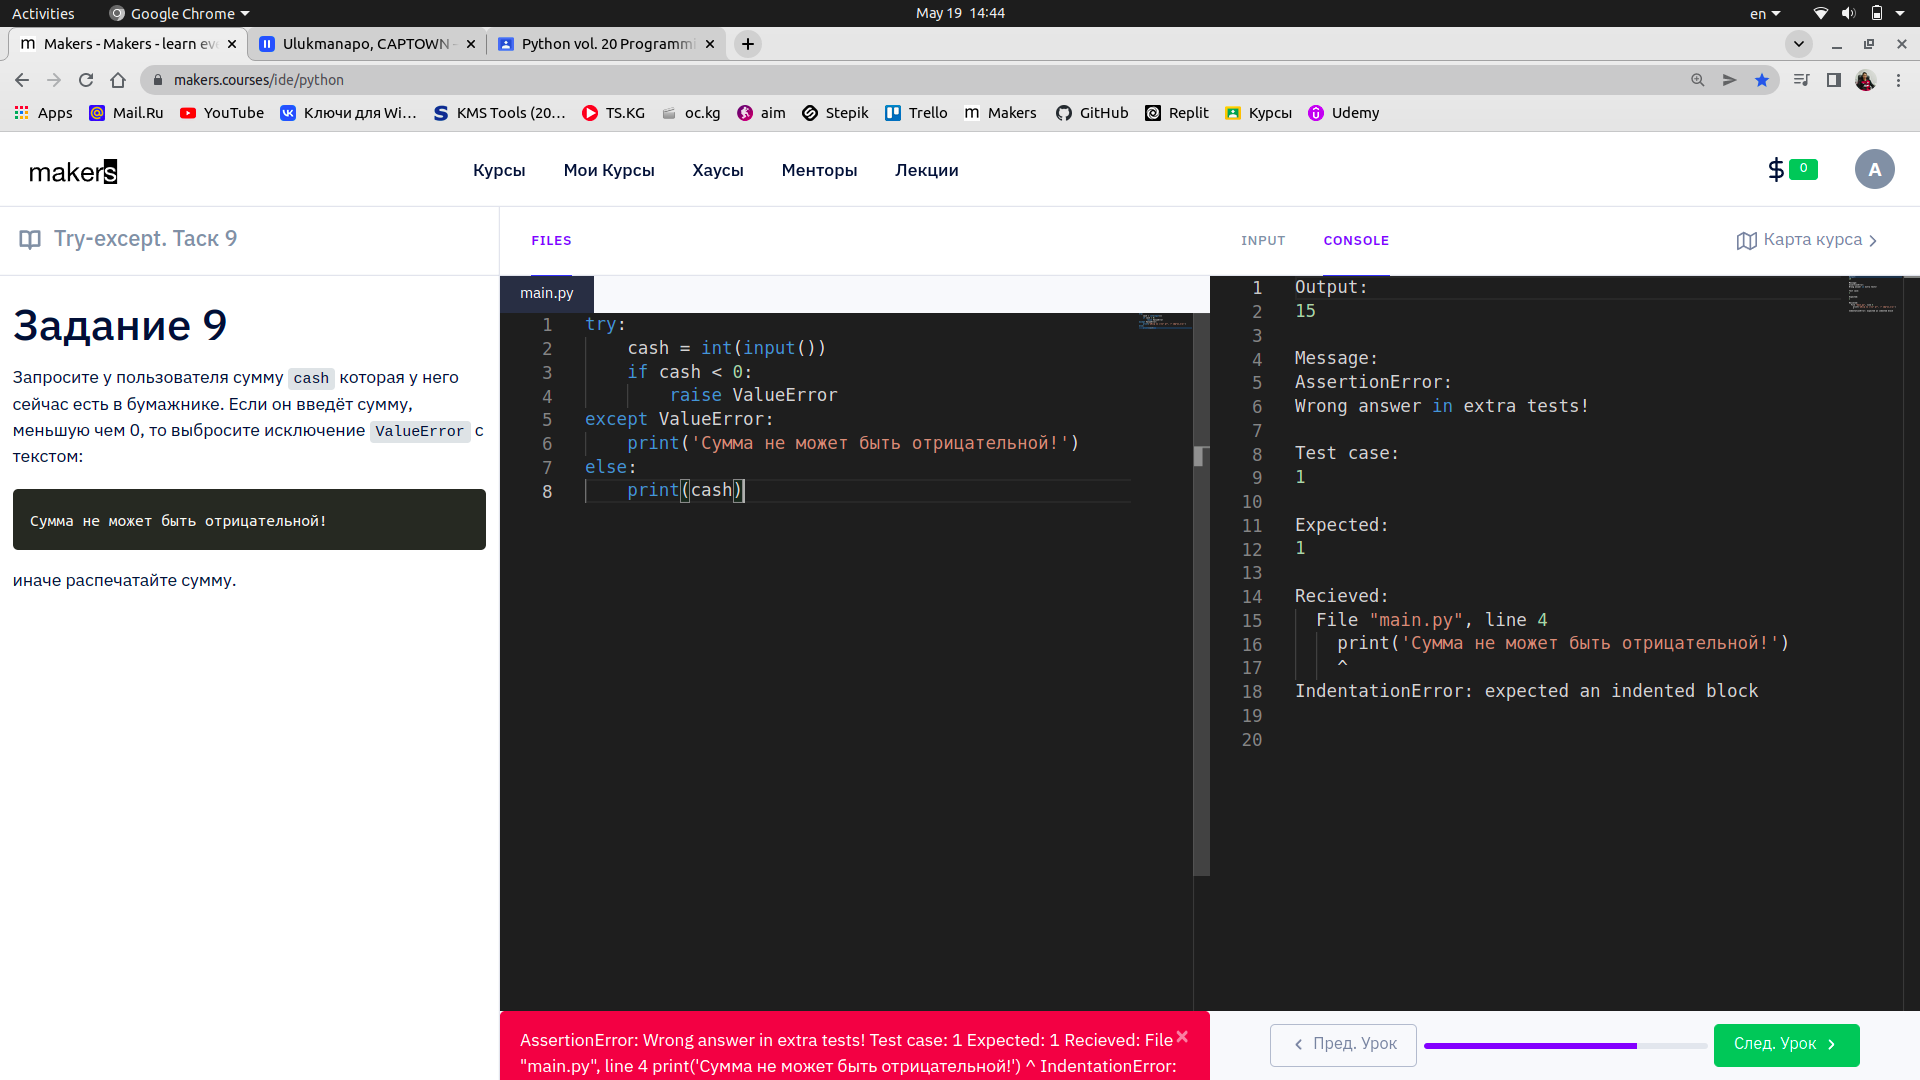 Activities
Google Chrome
May 19 14:44
en
Makers - Makers - learn eve
Ulukmanapo, CAPTOWN -
Python vol. 20 Programmi
makers.courses/ide/python
Apps
Mail.Ru
YouTube
Ключи для Wi...
KMS Tools (20...
TS.KG
oc.kg
aim
Stepik
Trello
Makers
GitHub
Replit
Курсы
Udemy
makers
Курсы
Мои Курсы
Хаусы
Менторы
Лекции
$ 0
A
Try-except. Таск 9
FILES
INPUT
CONSOLE
Карта курса
Задание 9
Запросите у пользователя сумму cash которая у него
сейчас есть в бумажнике. Если он введёт сумму,
меньшую чем 0, то выбросите исключение ValueError с
текстом:
Сумма не может быть отрицательной!
иначе распечатайте сумму.
main.py
1 try:
2 cash = int(input())
3 if cash < 0:
4 raise ValueError
5 except ValueError:
6 print('Сумма не может быть отрицательной!')
7 else:
8 print(cash)
1 Output:
2 15
3
4 Message:
5 AssertionError:
6 Wrong answer in extra tests!
7
8 Test case:
9 1
10
11 Expected:
12 1
13
14 Recieved:
15 File "main.py", line 4
16 print('Сумма не может быть отрицательной!')
17 ^
18 IndentationError: expected an indented block
19
20
AssertionError: Wrong answer in extra tests! Test case: 1 Expected: 1 Recieved: File
"main.py", line 4 print('Сумма не может быть отрицательной!') ^ IndentationError:
Пред. Урок
След. Урок